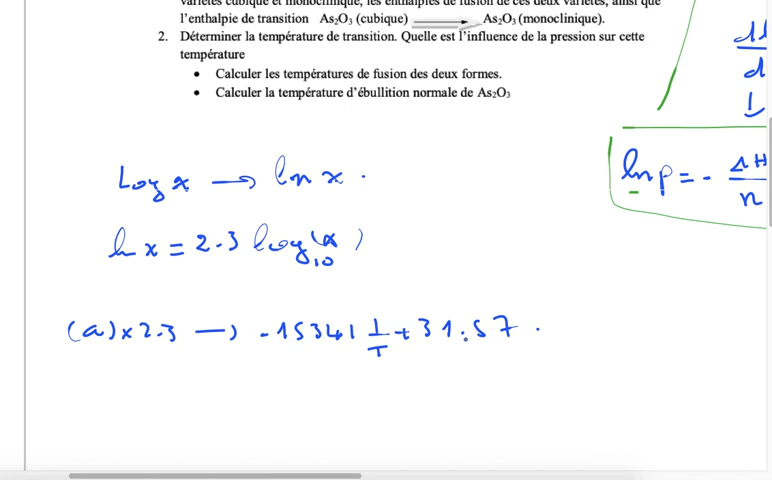 variétés cubique et monoclinique, les enthalpies de fusion de ces deux variétés, ainsi que
l'enthalpie de transition As₂O₃ (cubique) → As₂O₃ (monoclinique).
2. Déterminer la température de transition. Quelle est l'influence de la pression sur cette
température
• Calculer les températures de fusion des deux formes.
• Calculer la température d'ébullition normale de As₂O₃
Log x → ln x .
ln x = 2.3 log₁₀(x)
(a) x 2.3 → - 15341 1/T + 31.57 .
ln P = - ΔH